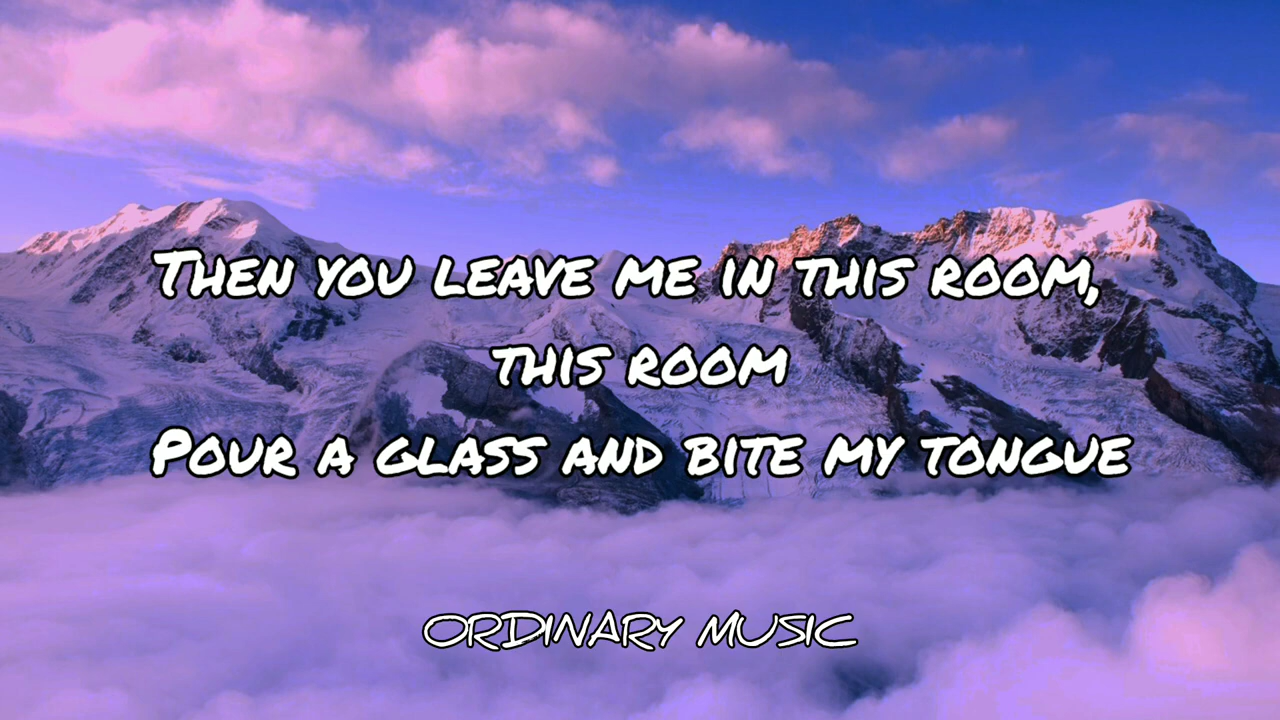 Then you leave me in this room,
this room
Pour a glass and bite my tongue
ORDINARY MUSIC